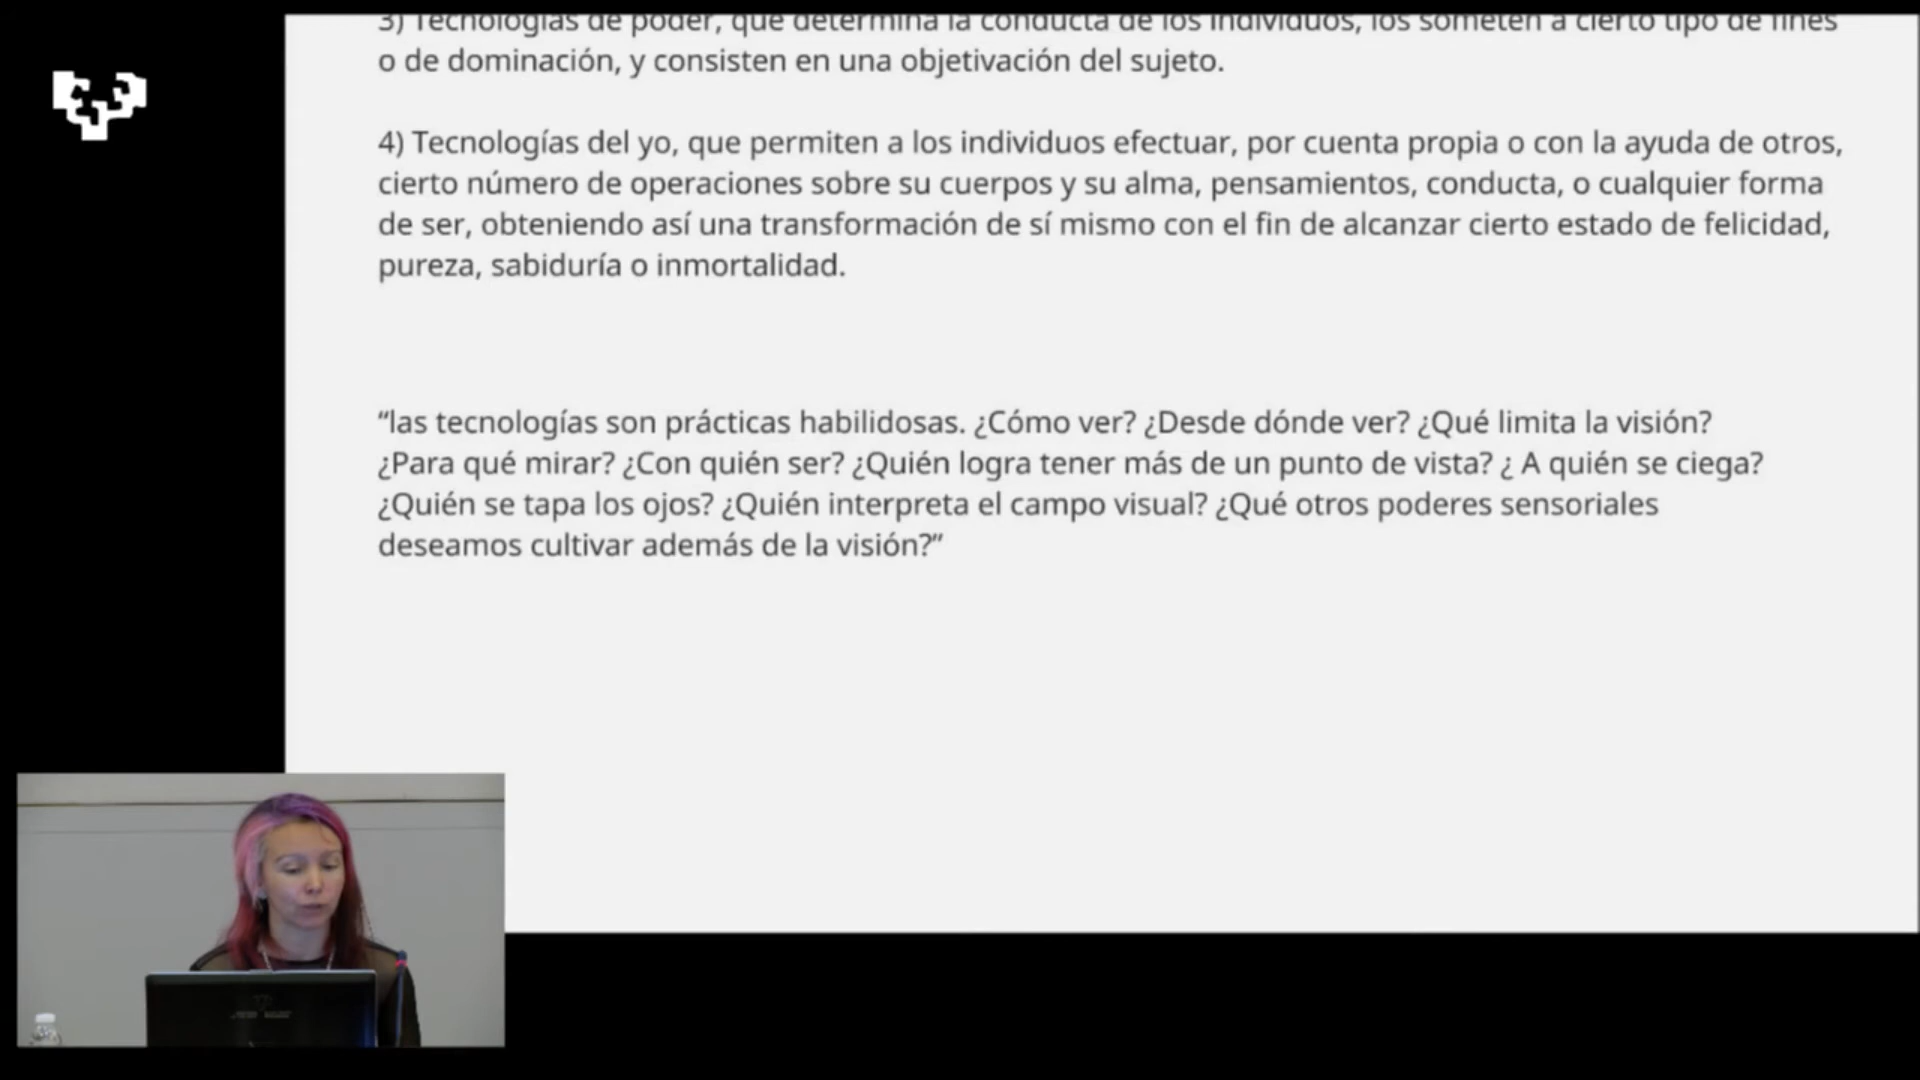 3) Tecnologías de poder, que determina la conducta de los individuos, los someten a cierto tipo de fines
o de dominación, y consisten en una objetivación del sujeto.
4) Tecnologías del yo, que permiten a los individuos efectuar, por cuenta propia o con la ayuda de otros,
cierto número de operaciones sobre su cuerpos y su alma, pensamientos, conducta, o cualquier forma
de ser, obteniendo así una transformación de sí mismo con el fin de alcanzar cierto estado de felicidad,
pureza, sabiduría o inmortalidad.
“las tecnologías son prácticas habilidosas. ¿Cómo ver? ¿Desde dónde ver? ¿Qué limita la visión?
¿Para qué mirar? ¿Con quién ser? ¿Quién logra tener más de un punto de vista? ¿ A quién se ciega?
¿Quién se tapa los ojos? ¿Quién interpreta el campo visual? ¿Qué otros poderes sensoriales
deseamos cultivar además de la visión?”